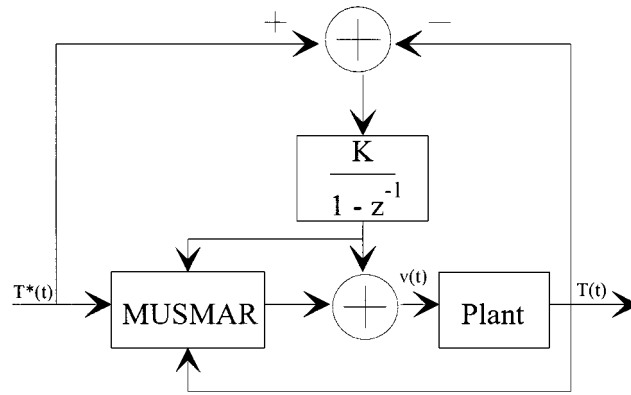 + + −
K
1 - z^-1
T*(t) MUSMAR + v(t) Plant T(t)